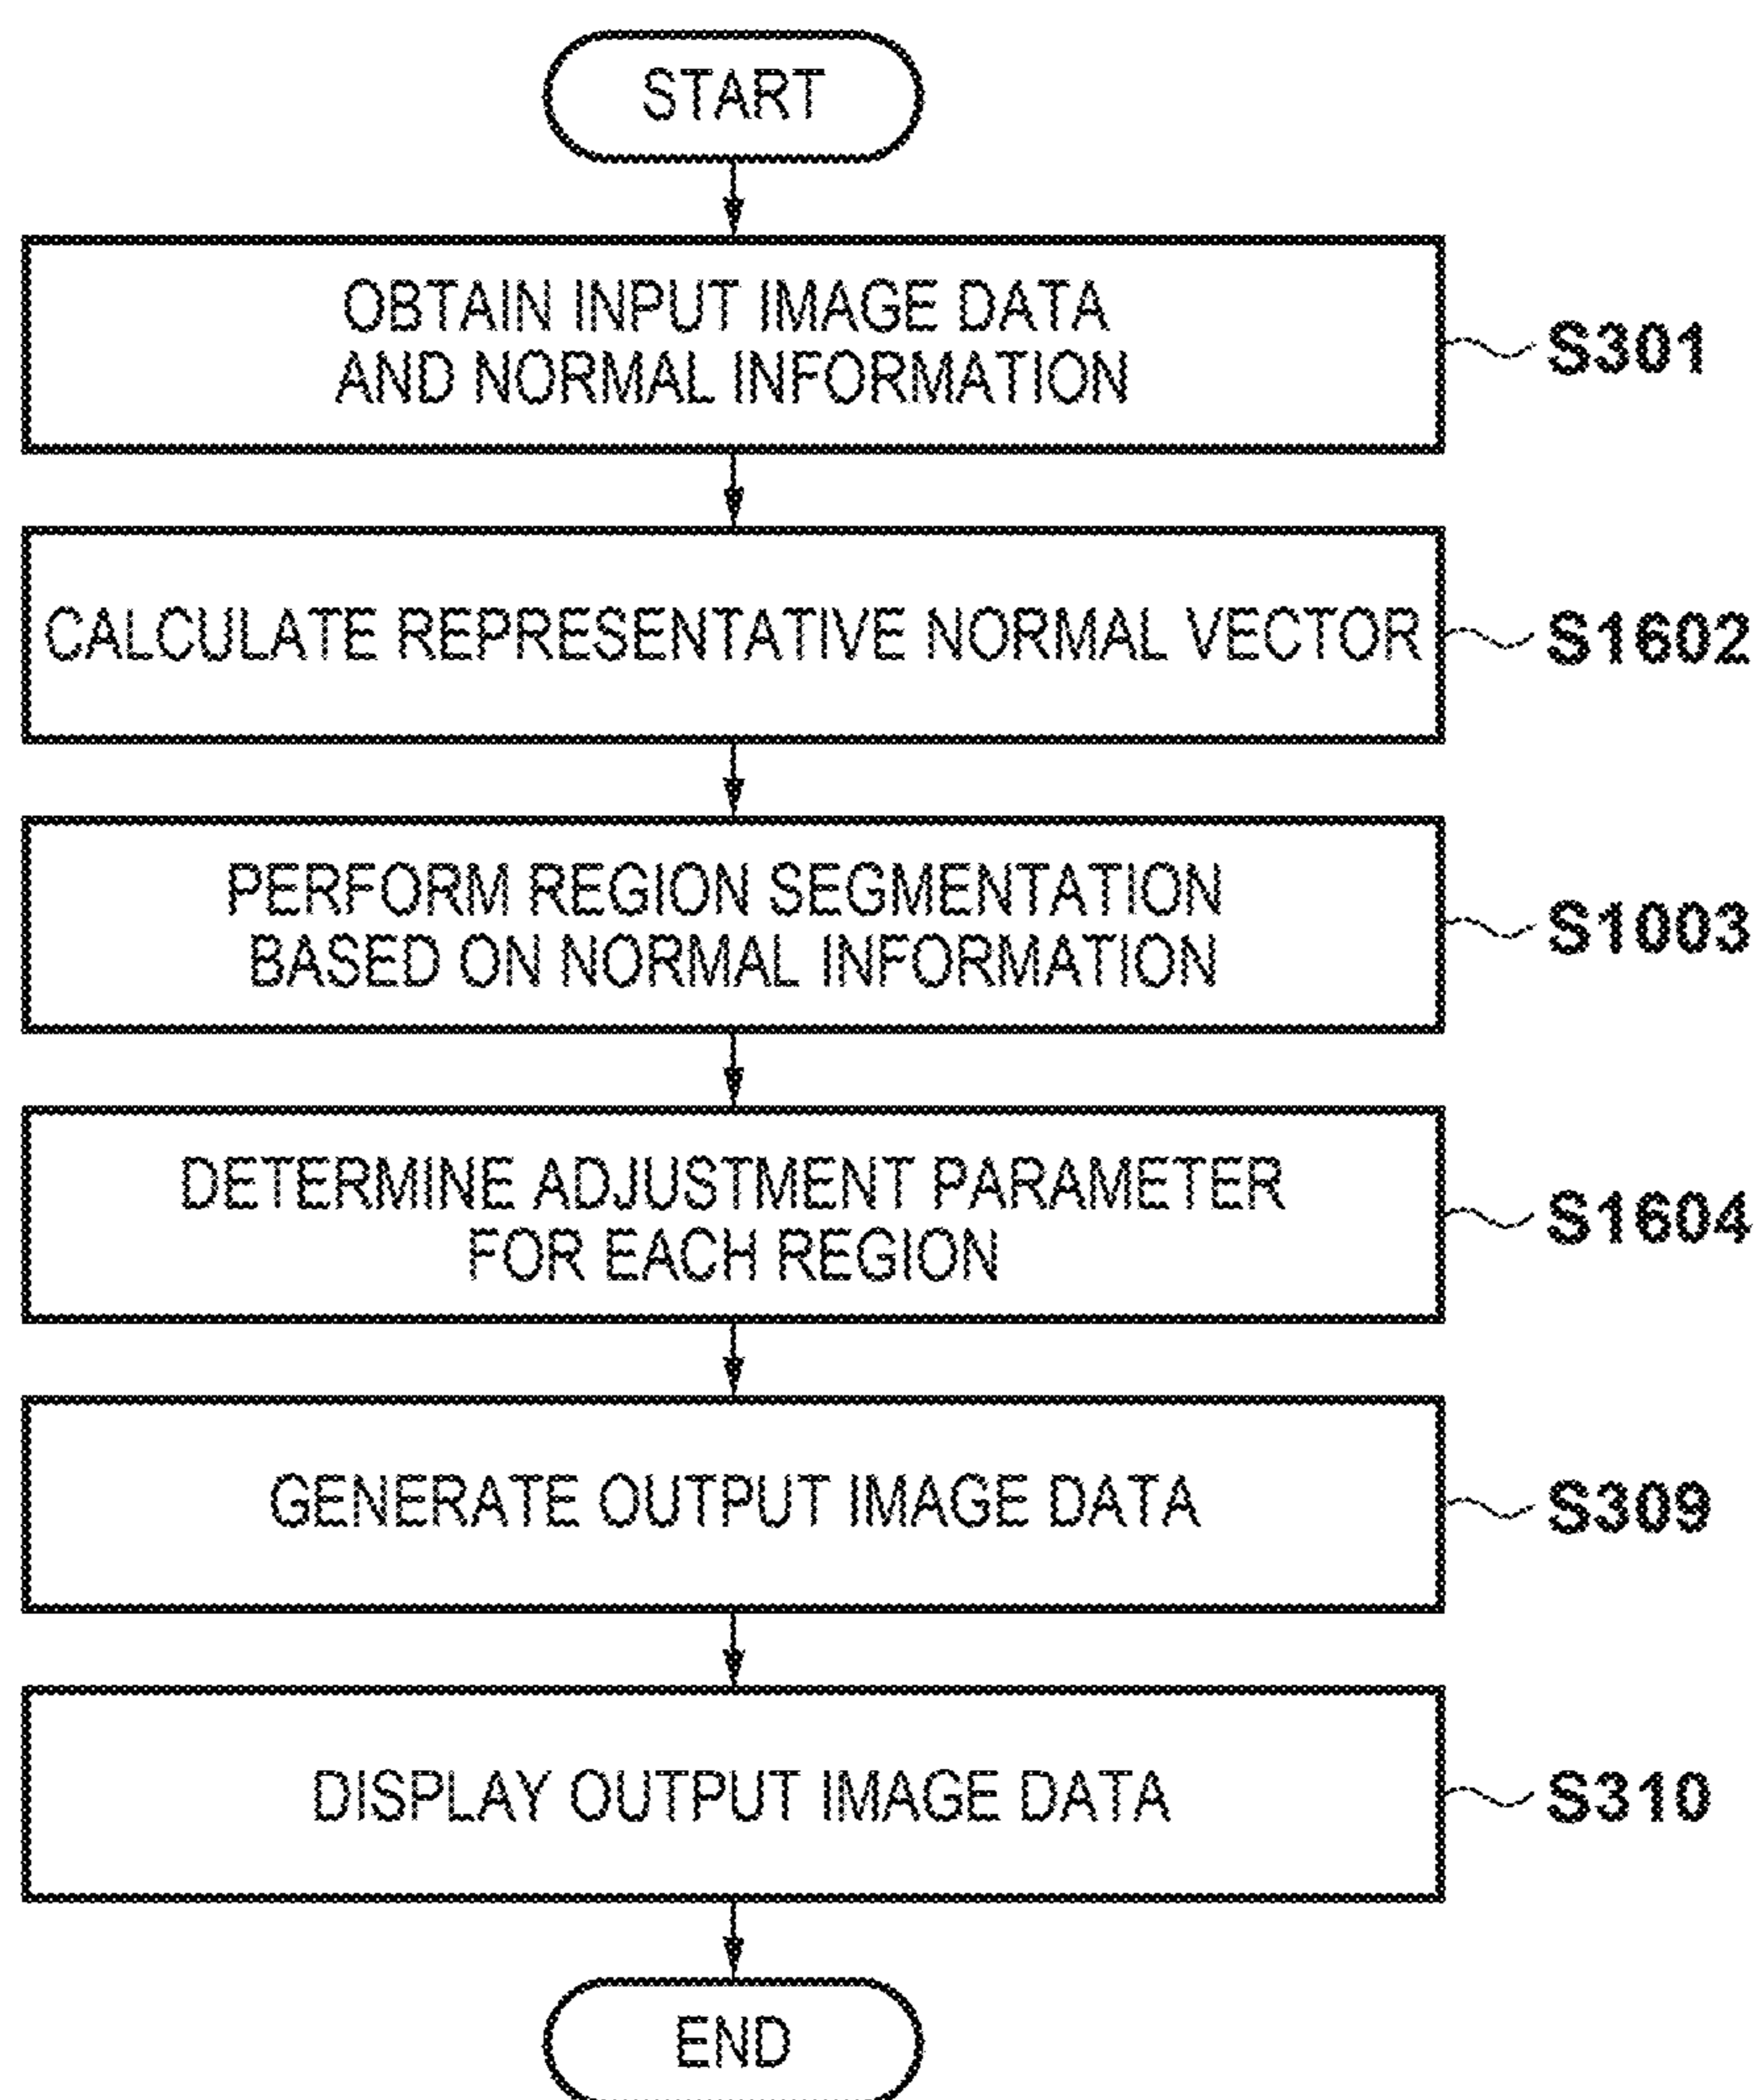 START
OBTAIN INPUT IMAGE DATA
AND NORMAL INFORMATION
S301
CALCULATE REPRESENTATIVE NORMAL VECTOR
S1602
PERFORM REGION SEGMENTATION
BASED ON NORMAL INFORMATION
S1003
DETERMINE ADJUSTMENT PARAMETER
FOR EACH REGION
S1604
GENERATE OUTPUT IMAGE DATA
S309
DISPLAY OUTPUT IMAGE DATA
S310
END